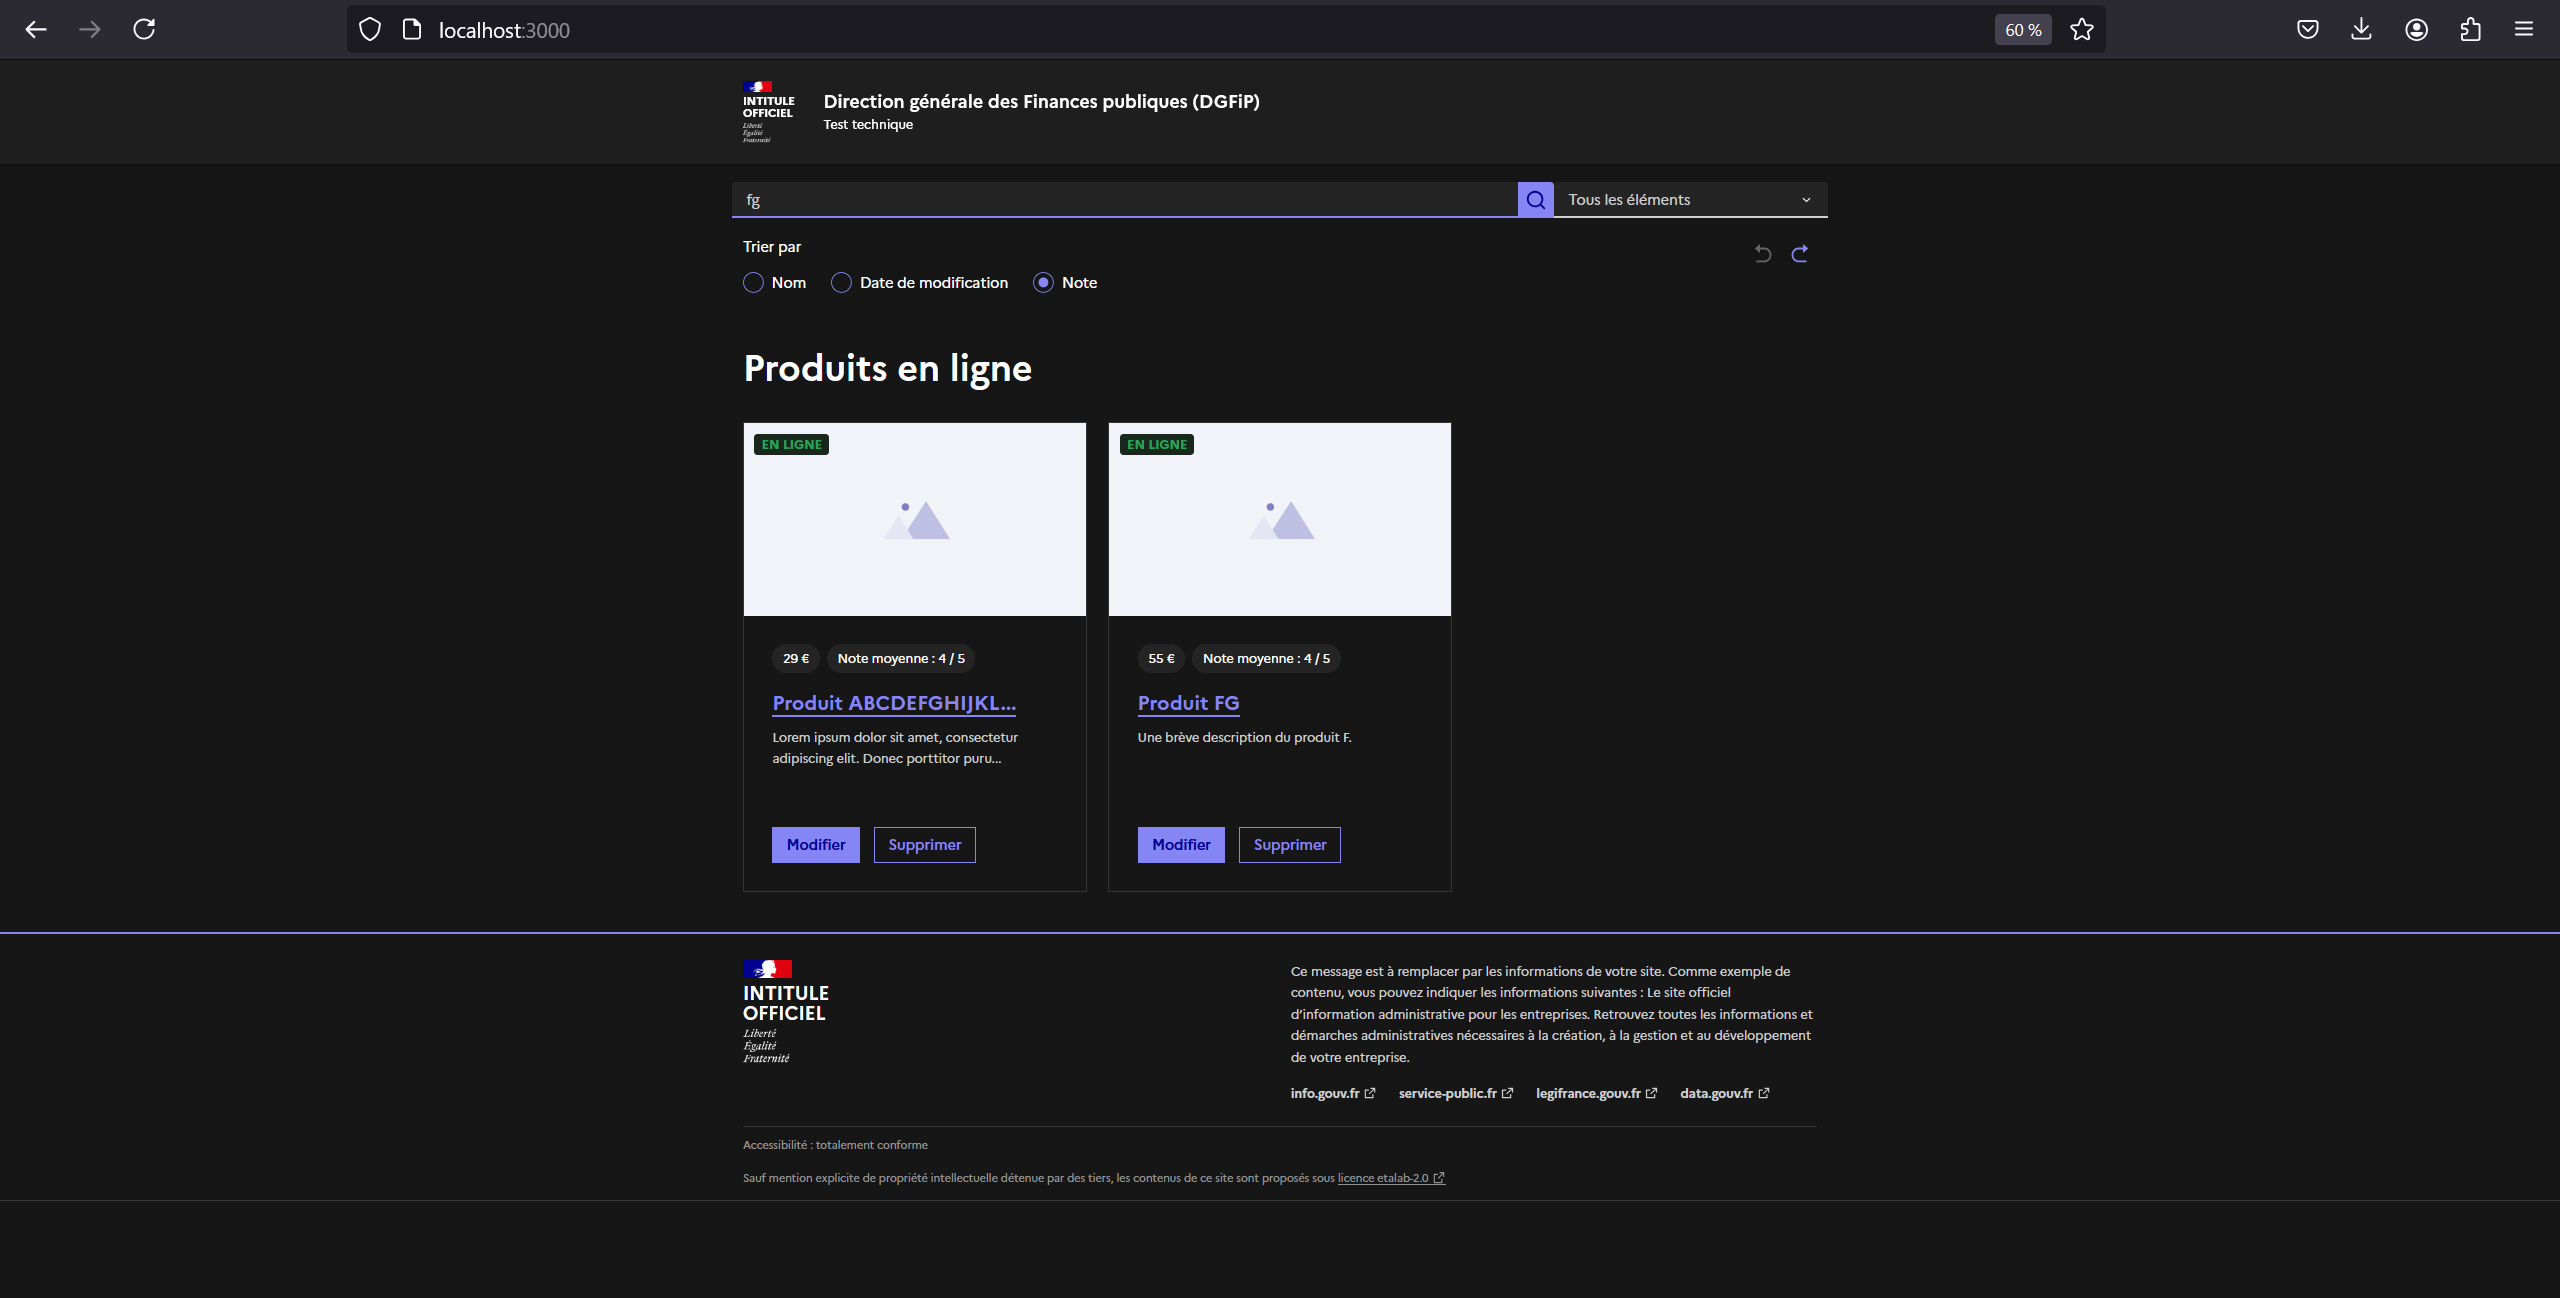 localhost:3000
60 %
INTITULE
OFFICIEL
Liberté
Égalité
Fraternité
Direction générale des Finances publiques (DGFiP)
Test technique
fg
Tous les éléments
Trier par
Nom
Date de modification
Note
Produits en ligne
EN LIGNE
EN LIGNE
29 €
Note moyenne : 4 / 5
55 €
Note moyenne : 4 / 5
Produit ABCDEFGHIJKL...
Produit FG
Lorem ipsum dolor sit amet, consectetur
adipiscing elit. Donec porttitor puru...
Une brève description du produit F.
Modifier
Supprimer
Modifier
Supprimer
INTITULE
OFFICIEL
Liberté
Égalité
Fraternité
Ce message est à remplacer par les informations de votre site. Comme exemple de
contenu, vous pouvez indiquer les informations suivantes : Le site officiel
d’information administrative pour les entreprises. Retrouvez toutes les informations et
démarches administratives nécessaires à la création, à la gestion et au développement
de votre entreprise.
info.gouv.fr
service-public.fr
legifrance.gouv.fr
data.gouv.fr
Accessibilité : totalement conforme
Sauf mention explicite de propriété intellectuelle détenue par des tiers, les contenus de ce site sont proposés sous licence etalab-2.0